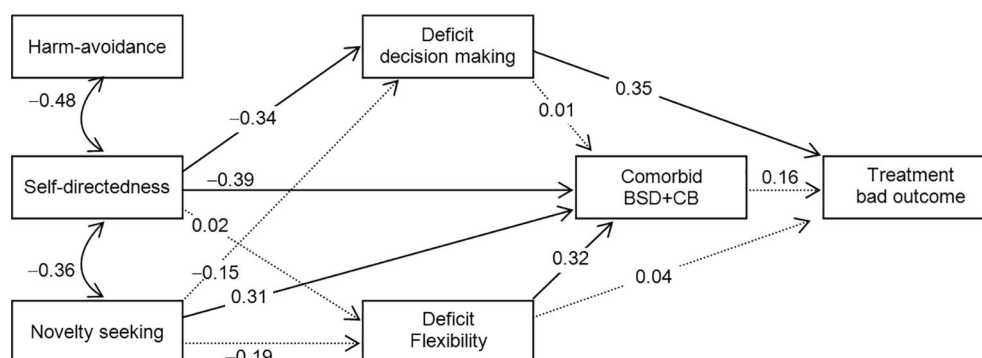 Harm-avoidance
Deficit
decision making
−0.48
0.35
0.01
−0.34
Self-directedness
−0.39
Comorbid
BSD+CB
0.16
Treatment
bad outcome
0.02
−0.36
−0.15
0.32
0.04
0.31
Novelty seeking
Deficit
Flexibility
−0.19